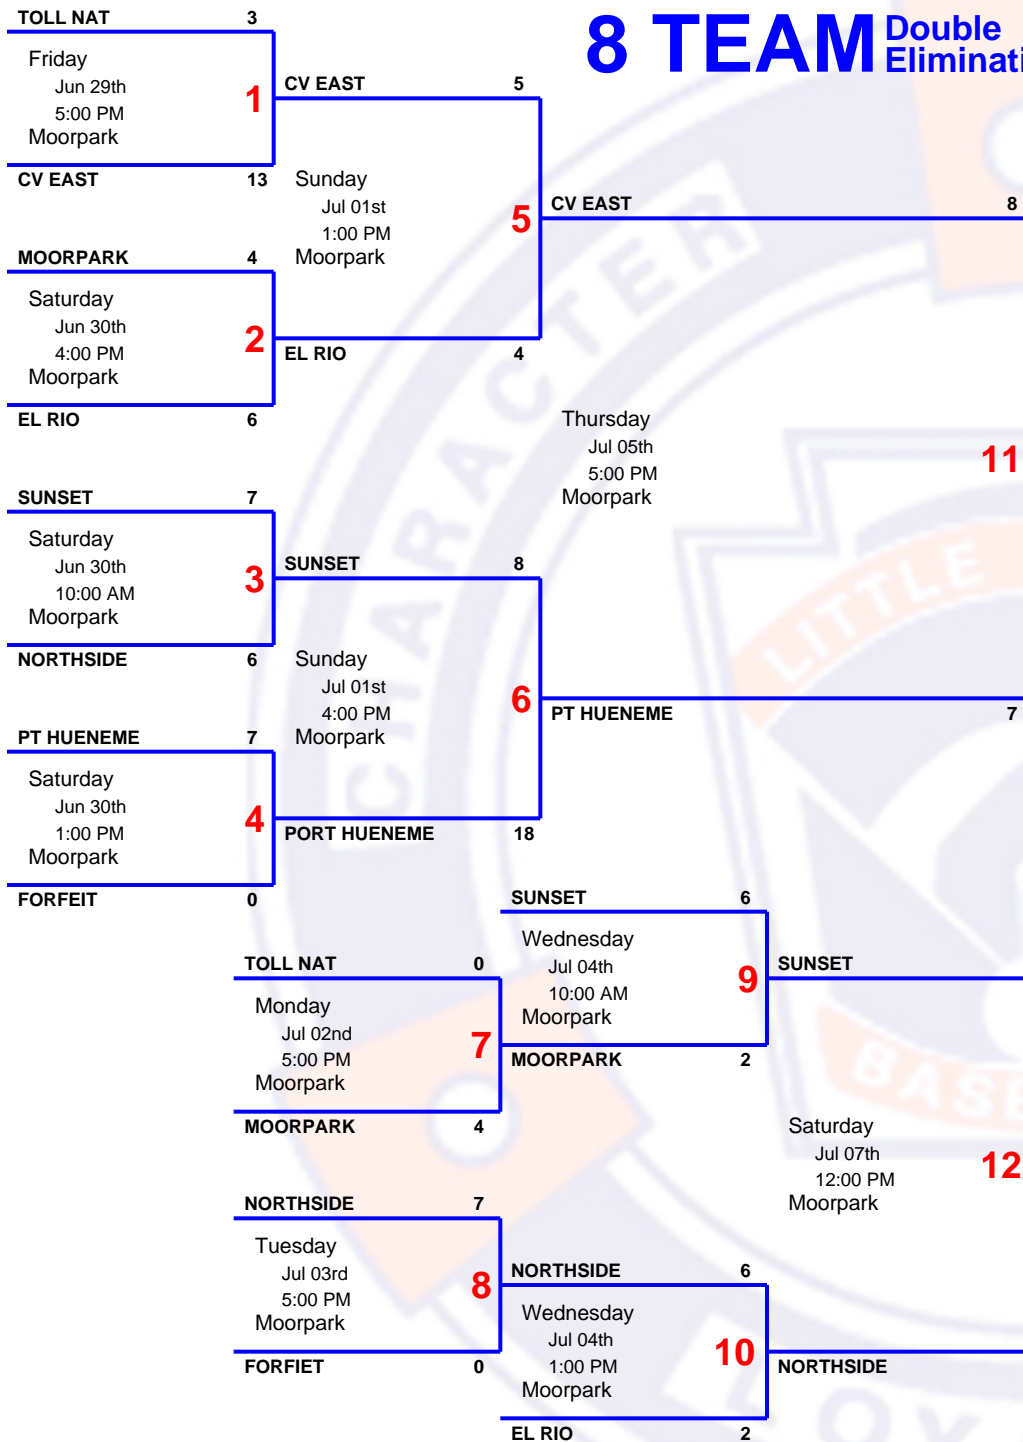 8 TEAM Double
Eliminati
TOLL NAT 3
Friday
Jun 29th
5:00 PM
Moorpark
1
CV EAST 13
CV EAST 5
Sunday
Jul 01st
1:00 PM
Moorpark
5
EL RIO 4
CV EAST 8
MOORPARK 4
Saturday
Jun 30th
4:00 PM
Moorpark
2
EL RIO 6
Thursday
Jul 05th
5:00 PM
Moorpark
11
SUNSET 7
Saturday
Jun 30th
10:00 AM
Moorpark
3
NORTHSIDE 6
SUNSET 8
Sunday
Jul 01st
4:00 PM
Moorpark
6
PORT HUENEME 18
PT HUENEME 7
PT HUENEME 7
Saturday
Jun 30th
1:00 PM
Moorpark
4
FORFEIT 0
SUNSET 6
Wednesday
Jul 04th
10:00 AM
Moorpark
9
MOORPARK 2
SUNSET
TOLL NAT 0
Monday
Jul 02nd
5:00 PM
Moorpark
7
MOORPARK 4
Saturday
Jul 07th
12:00 PM
Moorpark
12
NORTHSIDE 7
Tuesday
Jul 03rd
5:00 PM
Moorpark
8
FORFIET 0
NORTHSIDE 6
Wednesday
Jul 04th
1:00 PM
Moorpark
10
EL RIO 2
NORTHSIDE
CHARACTER
LITTLE
BASE
LOY